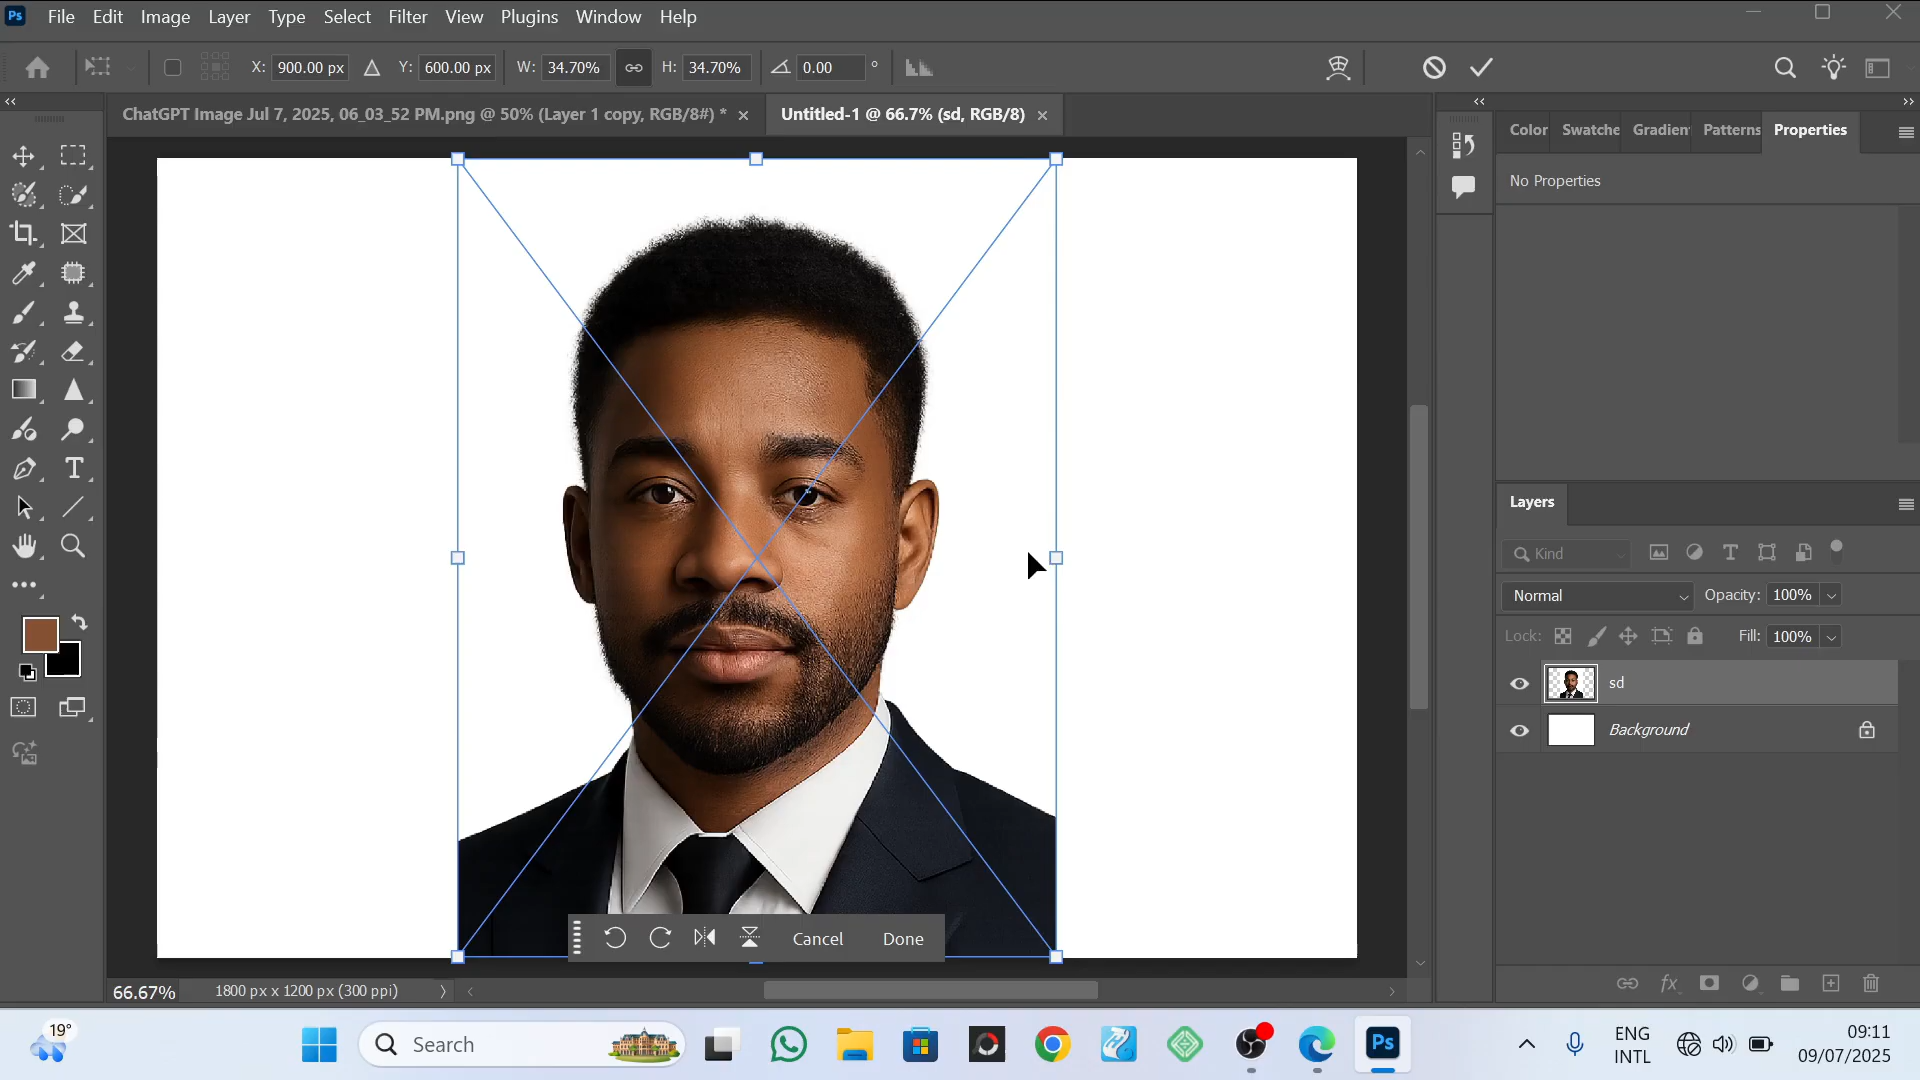 Ps File Edit Image Layer Type Select Filter View Plugins Window Help
X: 900.00 px Y: 600.00 px W: 34.70% H: 34.70% 0.00 °
ChatGPT Image Jul 7, 2025, 06_03_52 PM.png @ 50% (Layer 1 copy, RGB/8#) * × Untitled-1 @ 66.7% (sd, RGB/8) ×
Color Swatche Gradien Patterns Properties
No Properties
Layers
Kind
Normal Opacity: 100%
Lock: Fill: 100%
sd
Background
Cancel Done
66.67% 1800 px x 1200 px (300 ppi)
19° Search Ps ENG INTL 09:11 09/07/2025